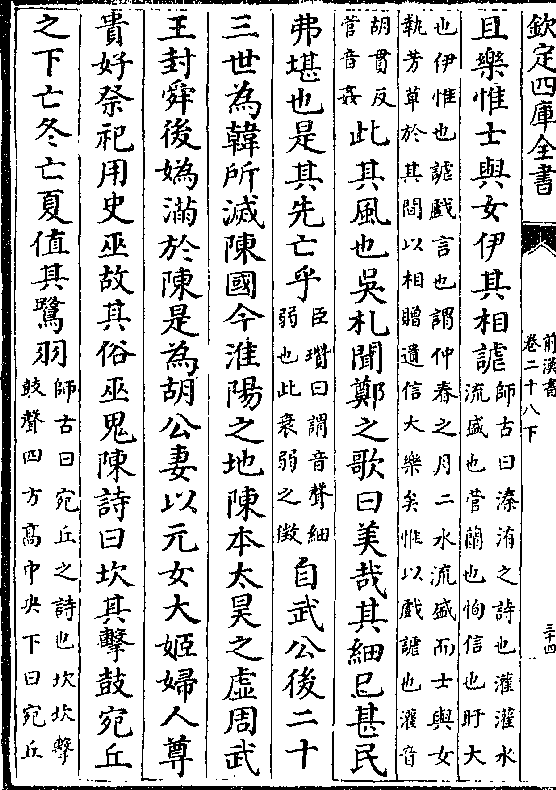 欽定四庫全書
前漢書
卷二十八下
三十四
且樂惟士與女伊其相謔師古曰溱洧之詩也灌灌水流盛也菅蘭也恂信也盱大
也伊惟也謔戲言也謂仲春之月二水流盛而士與女執芳草於其間以相贈遺信大樂矣惟以戲謔也灌音
胡貫反菅音姦此其風也吳札聞鄭之歌曰美哉其細已甚民
弗堪也是其先亡乎臣瓚曰謂音聲細弱也此衰弱之徵自武公後二十
三世為韓所滅陳國今淮陽之地陳本太昊之虛周武
王封舜後媯滿於陳是為胡公妻以元女大姬婦人尊
貴好祭祀用史巫故其俗巫鬼陳詩曰坎其擊鼓宛丘
之下亡冬亡夏值其鷺羽師古曰宛丘之詩也坎坎擊鼓聲四方高中央下曰宛丘